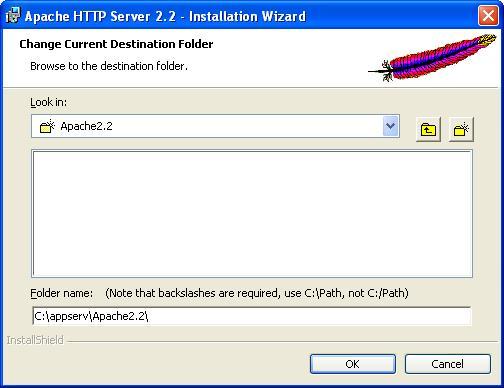 Apache HTTP Server 2.2 - Installation Wizard
Change Current Destination Folder
Browse to the destination folder.
Look in:
Apache2.2
Folder name: (Note that backslashes are required, use C:\Path, not C:/Path)
C:\appserv\Apache2.2\
InstallShield
OK Cancel